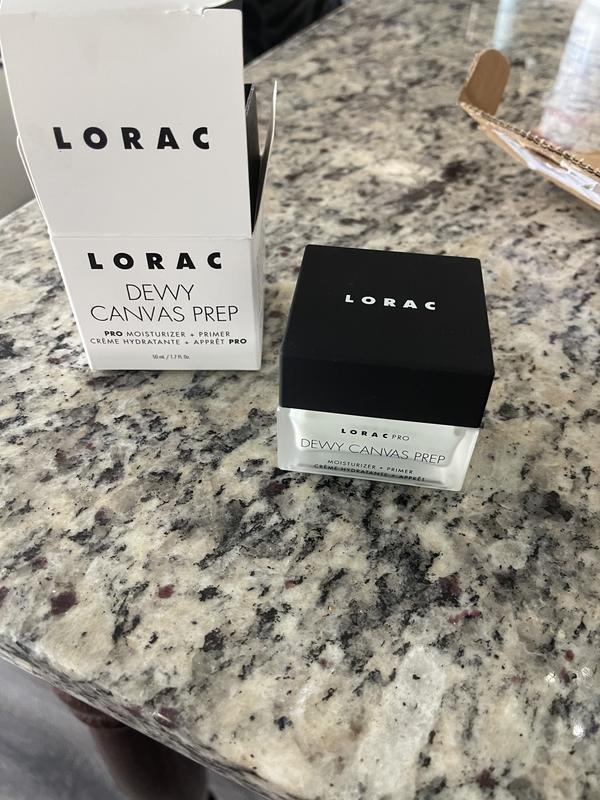 LORAC
LORAC
DEWY
CANVAS PREP
PRO MOISTURIZER + PRIMER
CRÈME HYDRATANTE + APPRÊT PRO
50 mL / 1.7 fl. Oz.
LORAC
LORAC PRO
DEWY CANVAS PREP
MOISTURIZER + PRIMER
CRÈME HYDRATANTE + APPRÊT